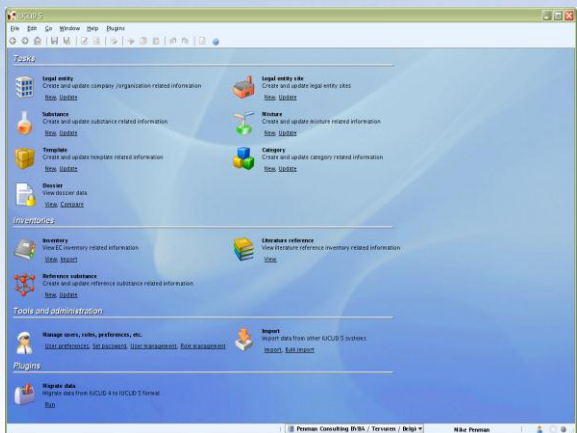 IUCLID 5
File Edit Go Window Help Plugins
Tasks
Legal entity
Create and update company /organisation related information
New, Update
Legal entity site
Create and update legal entity sites
New, Update
Substance
Create and update substance related information
New, Update
Mixture
Create and update mixture related information
New, Update
Template
Create and update template related information
New, Update
Category
Create and update category related information
New, Update
Dossier
View dossier data
View, Compare
Inventories
Inventory
View EC inventory related information
View, Import
Literature reference
View literature reference inventory related information
View
Reference substance
Create and update reference substance related information
New, Update
Tools and administration
Manage users, roles, preferences, etc.
User preferences, Set password, User management, Role management
Import
Import data from other IUCLID 5 systems
Import, Bulk import
Plugins
Migrate data
Migrate data from IUCLID 4 to IUCLID 5 format
Run
Penman Consulting BVBA / Tervuren / Belgi
Mike Penman